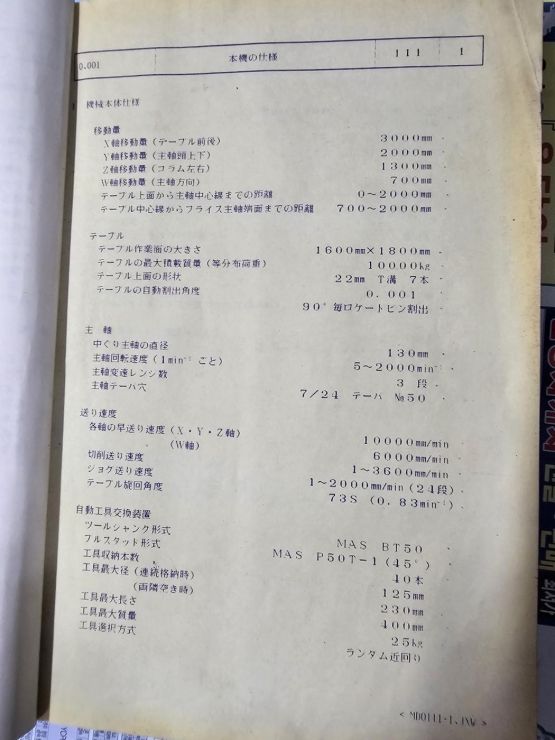 0.001 本機の仕様 111 1
機械本体仕様
移動量
X軸移動量（テーブル前後） 3000mm
Y軸移動量（主軸頭上下） 2000mm
Z軸移動量（コラム左右） 1300mm
W軸移動量（主軸方向） 700mm
テーブル上面から主軸中心線までの距離 0～2000mm
テーブル中心線からフライス主軸端面までの距離 700～2000mm
テーブル
テーブル作業面の大きさ 1600mm×1800mm
テーブルの最大積載質量（等分布荷重） 10000kg
テーブル上面の形状 22mm T溝 7本
テーブルの自動割出角度 0.001
90°毎ロケートピン割出
主 軸
中ぐり主軸の直径 130mm
主軸回転速度（1min⁻¹ごと） 5～2000min⁻¹
主軸変速レンジ数 3 段
主軸テーパ穴 7/24 テーパ №50
送り速度
各軸の早送り速度（X・Y・Z軸） 10000mm/min
（W軸） 6000mm/min
切削送り速度 1～3600mm/min
ジョグ送り速度 1～2000mm/min（24段）
テーブル旋回角度 73S（0.83min⁻¹）
自動工具交換装置
ツールシャンク形式 MAS BT50
プルスタッド形式 MAS P50T-1（45°）
工具収納本数 40本
工具最大径（連続格納時） 125mm
（両隣空き時） 230mm
工具最大長さ 400mm
工具最大質量 25kg
工具選択方式 ランダム近回り
< MD0111-1.JXW >